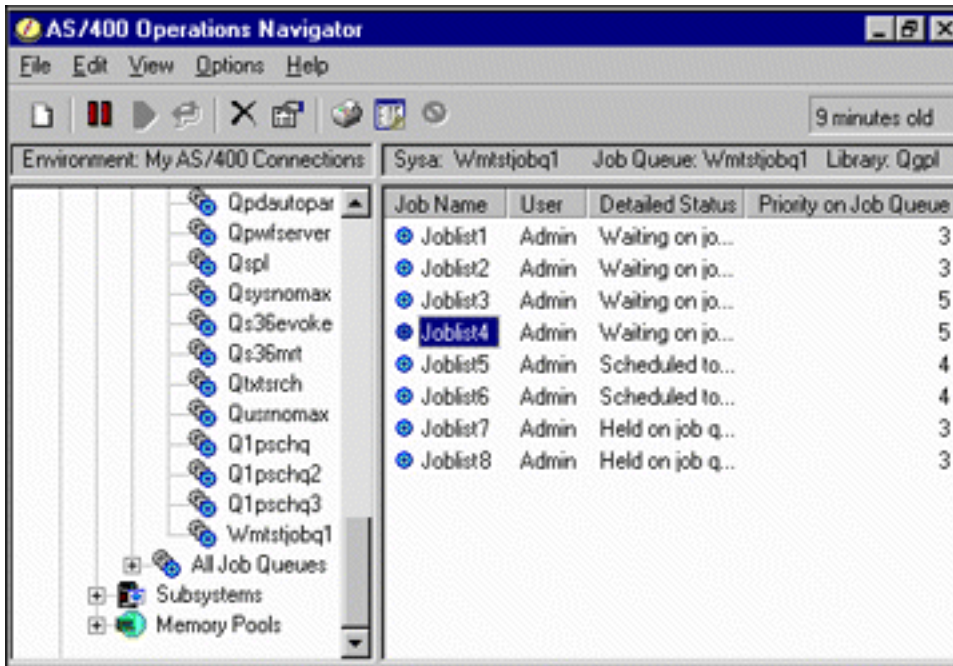 AS/400 Operations Navigator
File Edit View Options Help
9 minutes old
Environment: My AS/400 Connections
Sysa: Wmtstjobq1 Job Queue: Wmtstjobq1 Library: Qgpl
Qpdautopar
Qpwfserver
Qspl
Qsysnomax
Qs36evoke
Qs36mrt
Qtxtsrch
Qusrnomax
Q1pschq
Q1pschq2
Q1pschq3
Wmtstjobq1
All Job Queues
Subsystems
Memory Pools
Job Name User Detailed Status Priority on Job Queue
Joblist1 Admin Waiting on jo... 3
Joblist2 Admin Waiting on jo... 3
Joblist3 Admin Waiting on jo... 5
Joblist4 Admin Waiting on jo... 5
Joblist5 Admin Scheduled to... 4
Joblist6 Admin Scheduled to... 4
Joblist7 Admin Held on job q... 3
Joblist8 Admin Held on job q... 3